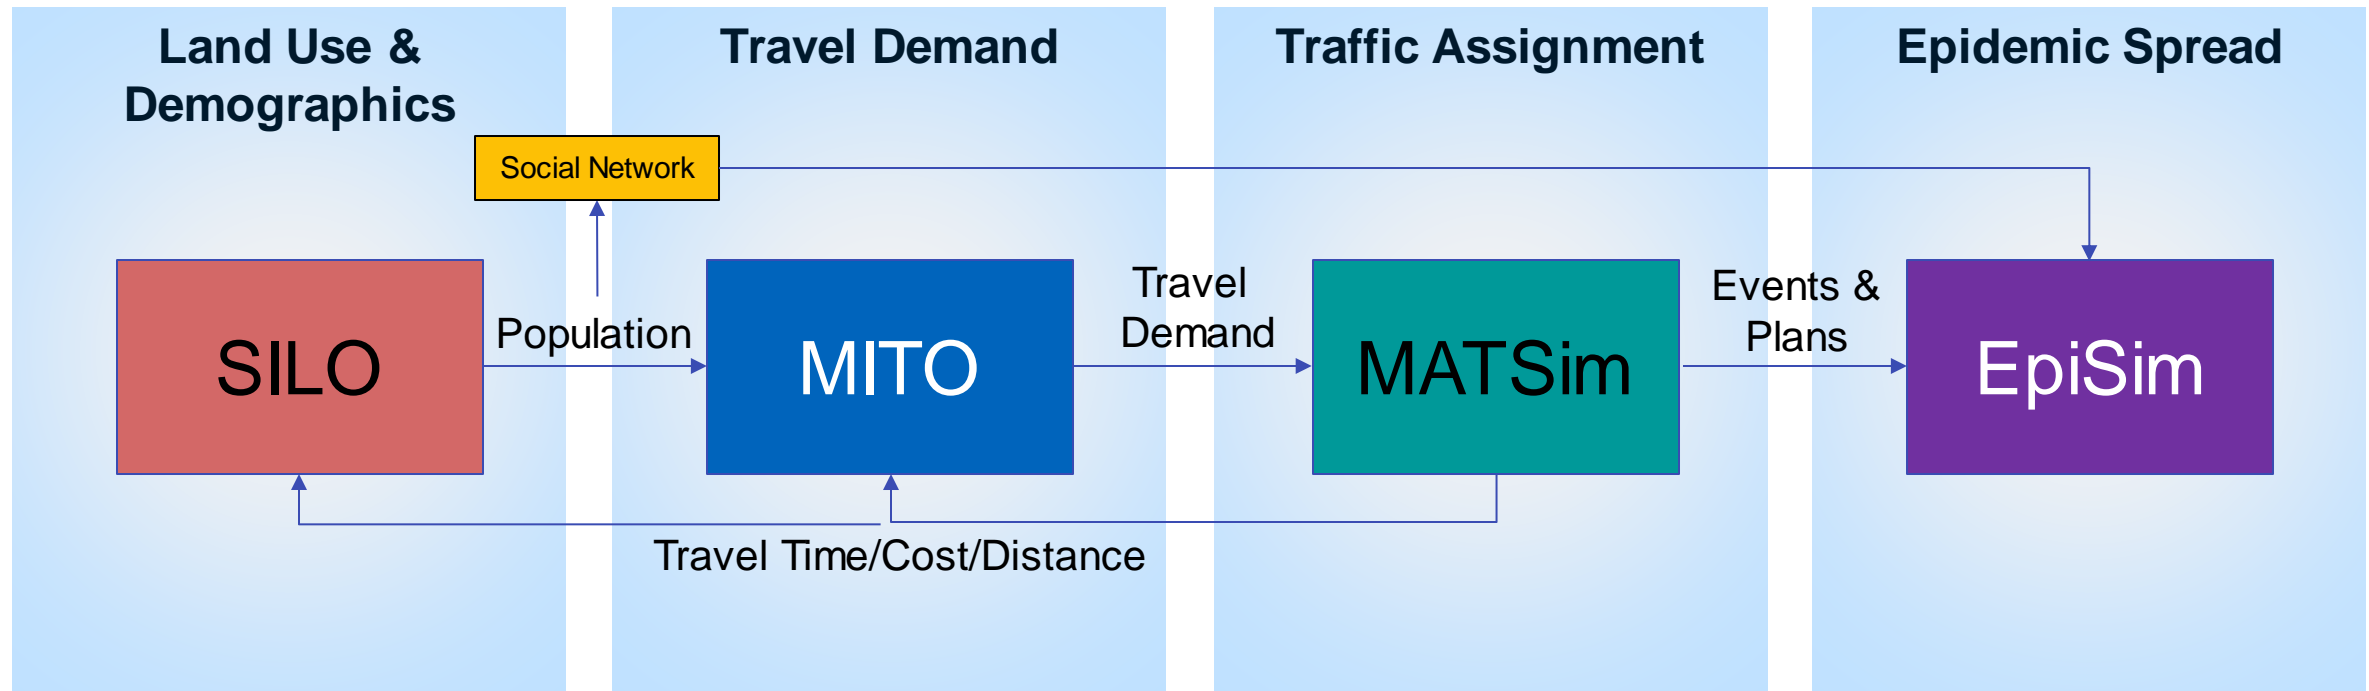 Land Use &
Demographics
Travel Demand
Traffic Assignment
Epidemic Spread
Social Network
SILO
Population
MITO
Travel
Demand
MATSim
Events &
Plans
EpiSim
Travel Time/Cost/Distance